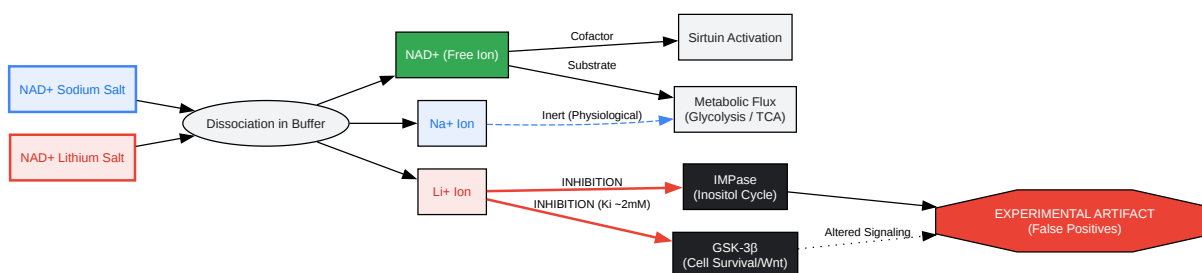 NAD+ Sodium Salt
NAD+ Lithium Salt
Dissociation in Buffer
NAD+ (Free Ion)
Na+ Ion
Li+ Ion
Cofactor
Substrate
Inert (Physiological)
INHIBITION
INHIBITION (Ki ~2mM)
Sirtuin Activation
Metabolic Flux
(Glycolysis / TCA)
IMPase
(Inositol Cycle)
GSK-3β
(Cell Survival/Wnt)
Altered Signaling
EXPERIMENTAL ARTIFACT
(False Positives)